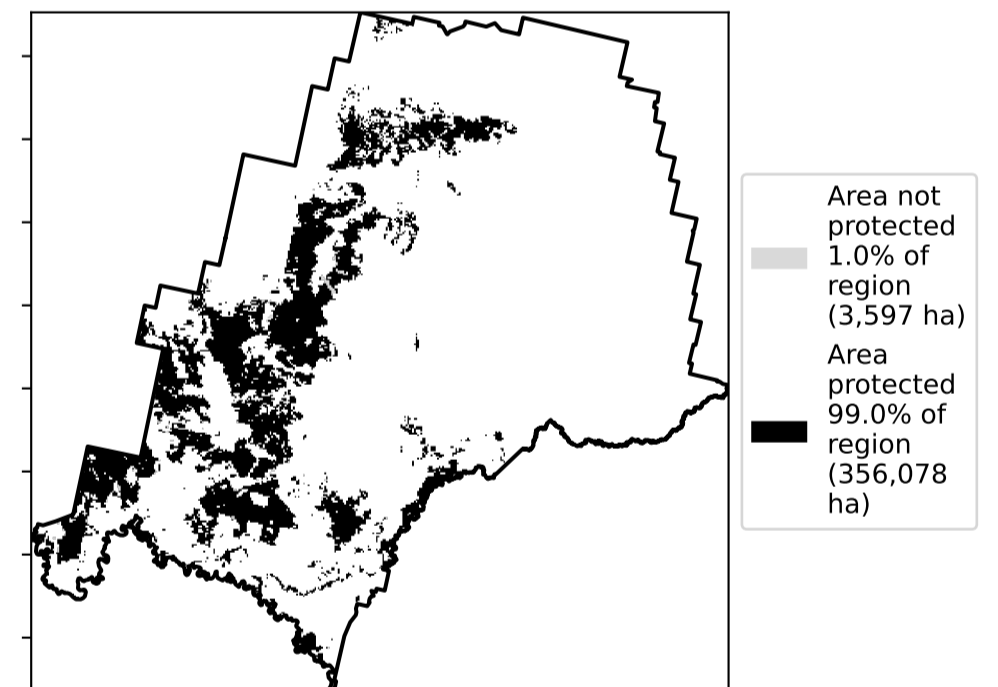 Area not
protected
1.0% of
region
(3,597 ha)
Area
protected
99.0% of
region
(356,078
ha)